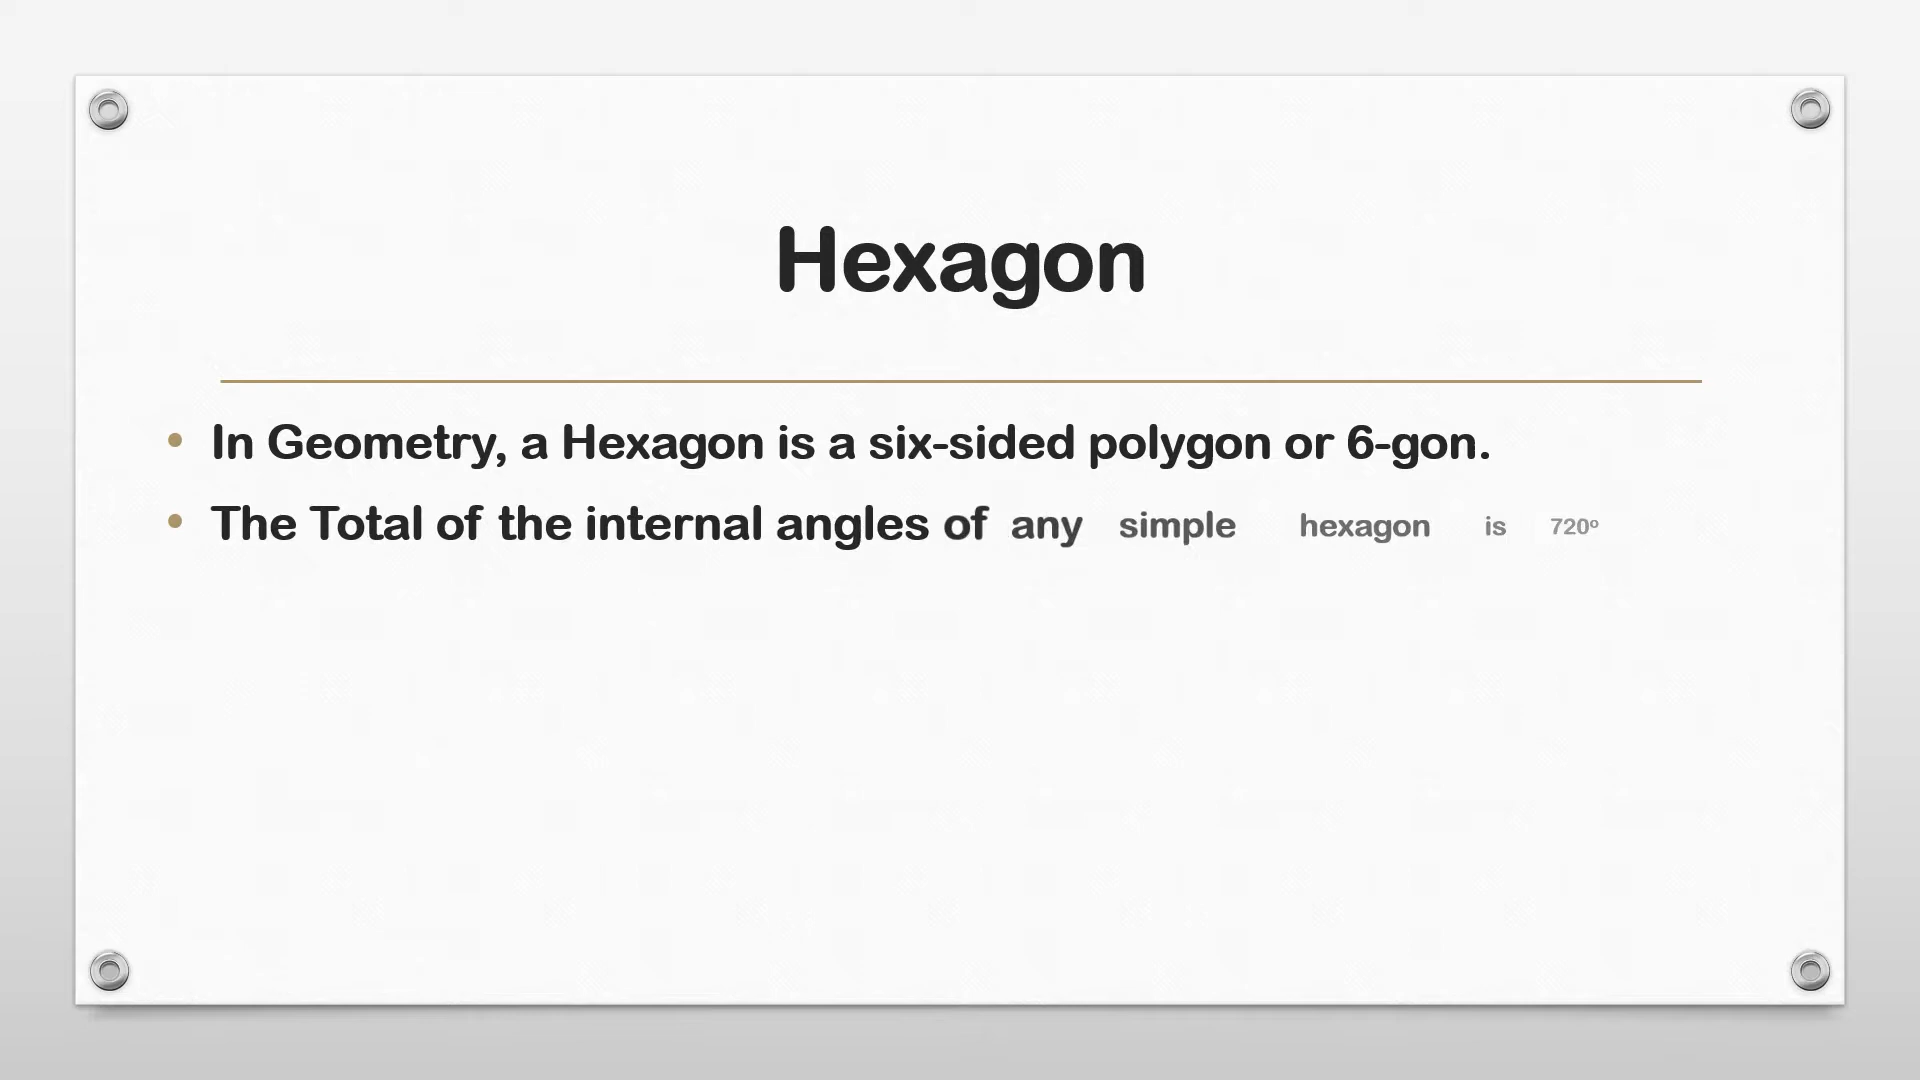 Hexagon
• In Geometry, a Hexagon is a six-sided polygon or 6-gon.
• The Total of the internal angles of any simple hexagon is 720º